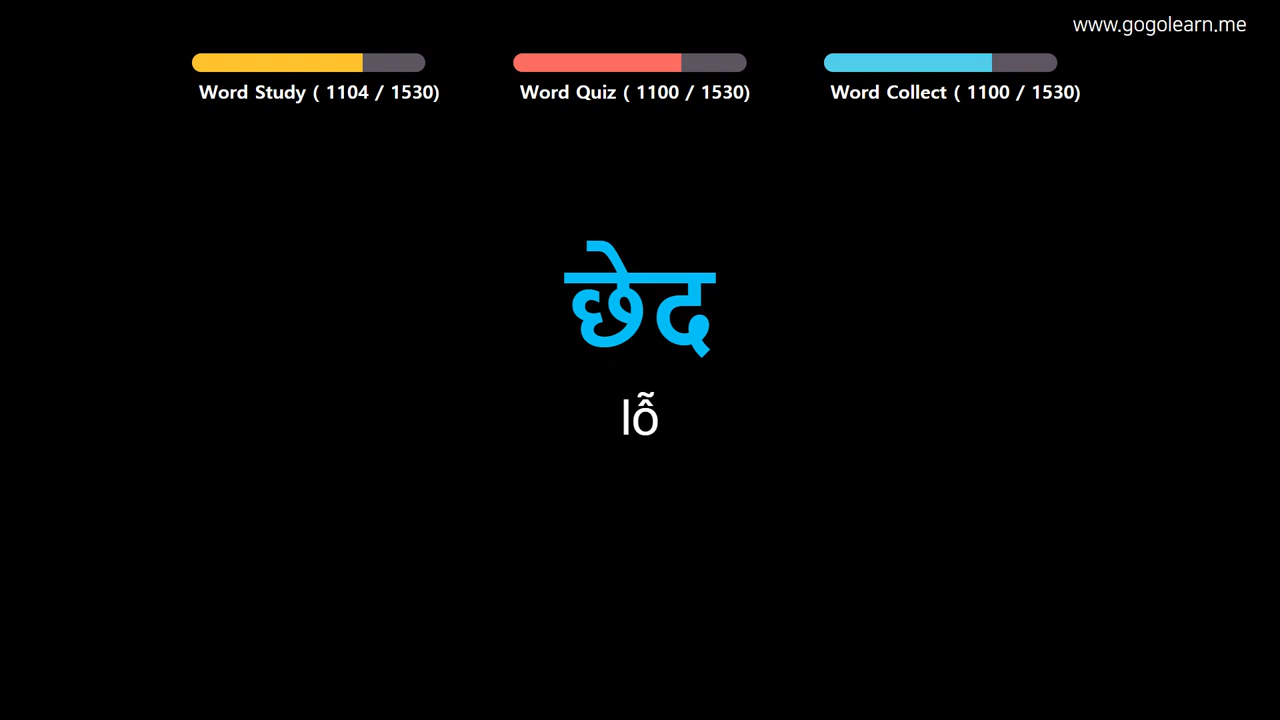 www.gogolearn.me
Word Study ( 1104 / 1530)
Word Quiz ( 1100 / 1530)
Word Collect ( 1100 / 1530)
छेद
lỗ